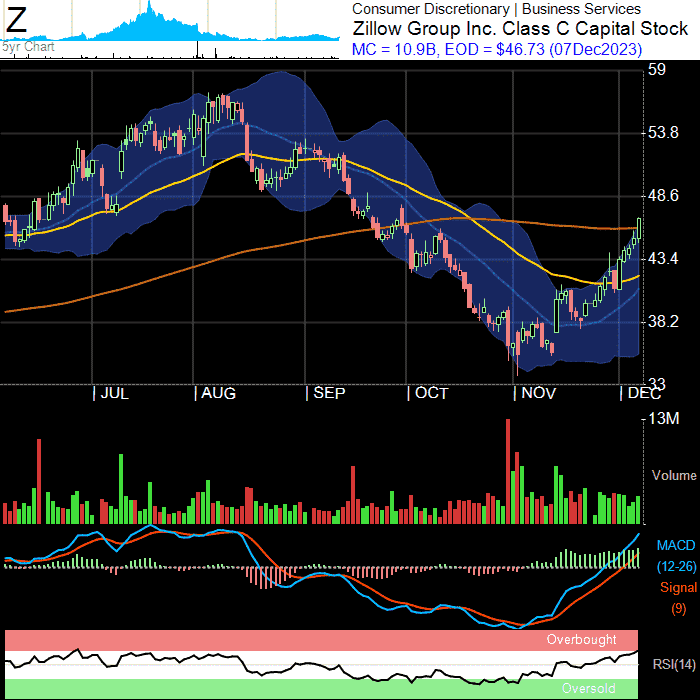 Z
Consumer Discretionary | Business Services
Zillow Group Inc. Class C Capital Stock
MC = 10.9B, EOD = $46.73 (07Dec2023)
5yr Chart
59
53.8
48.6
43.4
38.2
33
| JUL | AUG | SEP | OCT | NOV | DEC
13M
Volume
MACD
(12-26)
Signal
(9)
Overbought
RSI(14)
Oversold